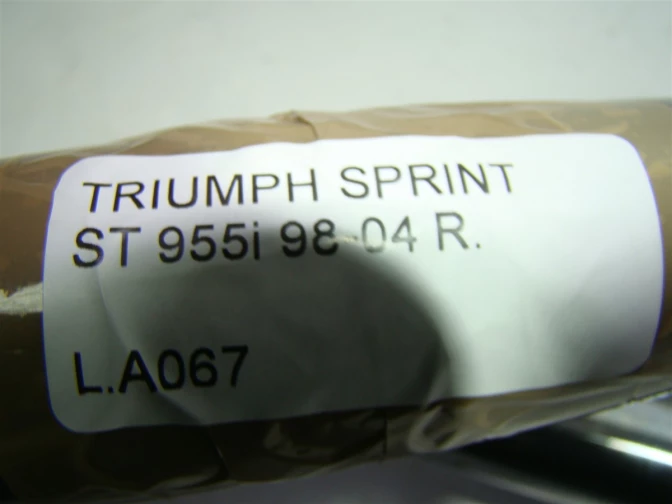 TRIUMPH SPRINT
ST 955i 98-04 R.
L.A067